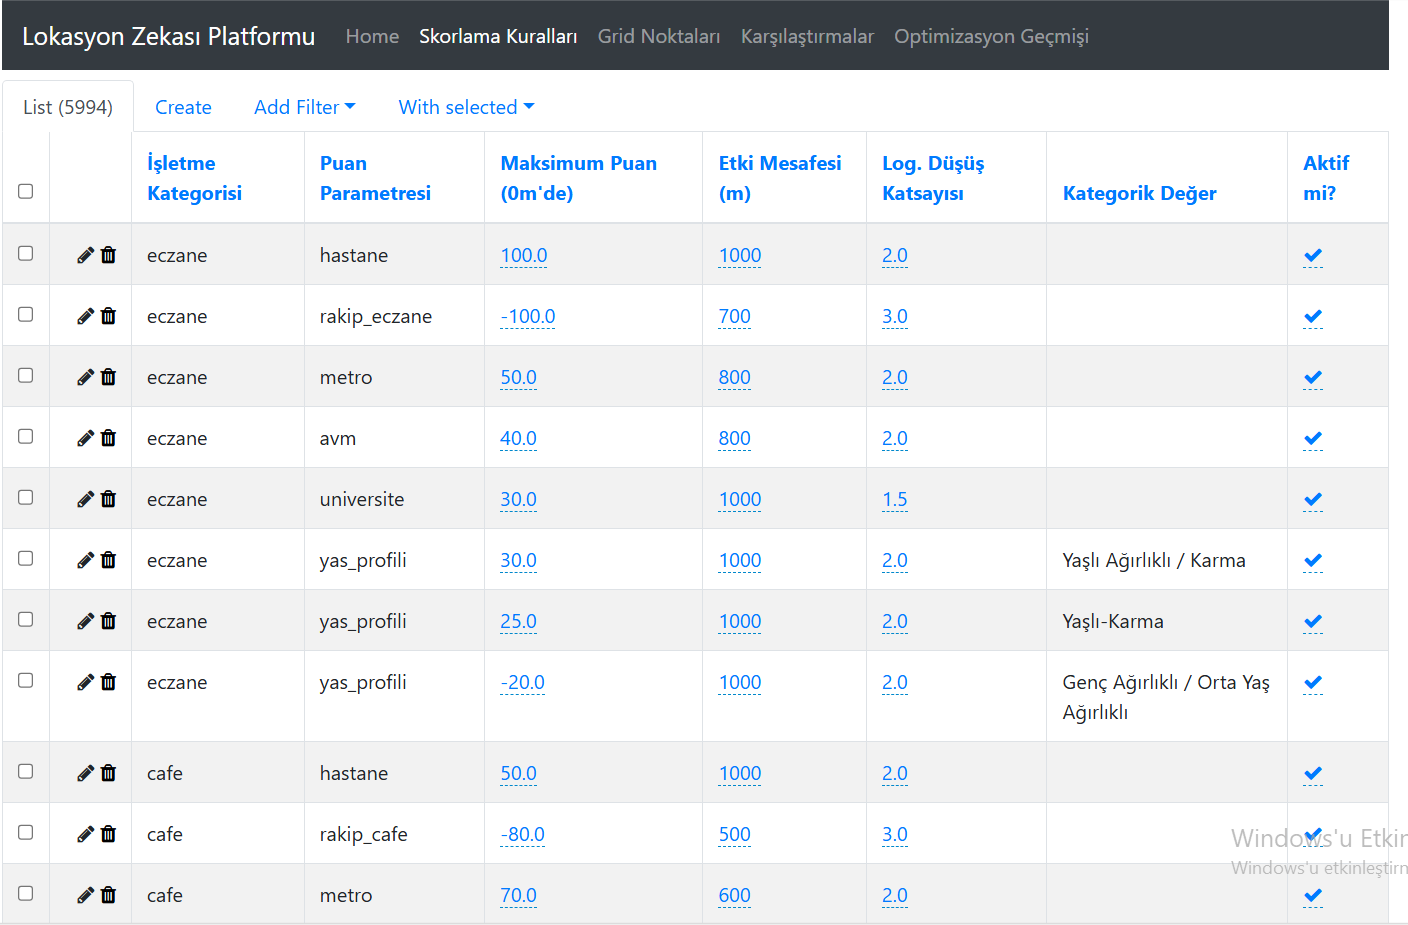 Lokasyon Zekası Platformu Home Skorlama Kuralları Grid Noktaları Karşılaştırmalar Optimizasyon Geçmişi
List (5994) Create Add Filter With selected
İşletme Kategorisi Puan Parametresi Maksimum Puan (0m'de) Etki Mesafesi (m) Log. Düşüş Katsayısı Kategorik Değer Aktif mi?
eczane hastane 100.0 1000 2.0
eczane rakip_eczane -100.0 700 3.0
eczane metro 50.0 800 2.0
eczane avm 40.0 800 2.0
eczane universite 30.0 1000 1.5
eczane yas_profili 30.0 1000 2.0 Yaşlı Ağırlıklı / Karma
eczane yas_profili 25.0 1000 2.0 Yaşlı-Karma
eczane yas_profili -20.0 1000 2.0 Genç Ağırlıklı / Orta Yaş
Ağırlıklı
cafe hastane 50.0 1000 2.0
cafe rakip_cafe -80.0 500 3.0
Windows'u Etkin
Windows'u etkinleştirm
cafe metro 70.0 600 2.0